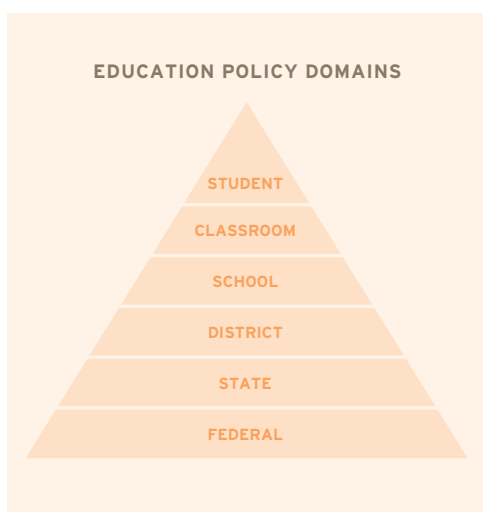 EDUCATION POLICY DOMAINS
STUDENT
CLASSROOM
SCHOOL
DISTRICT
STATE
FEDERAL